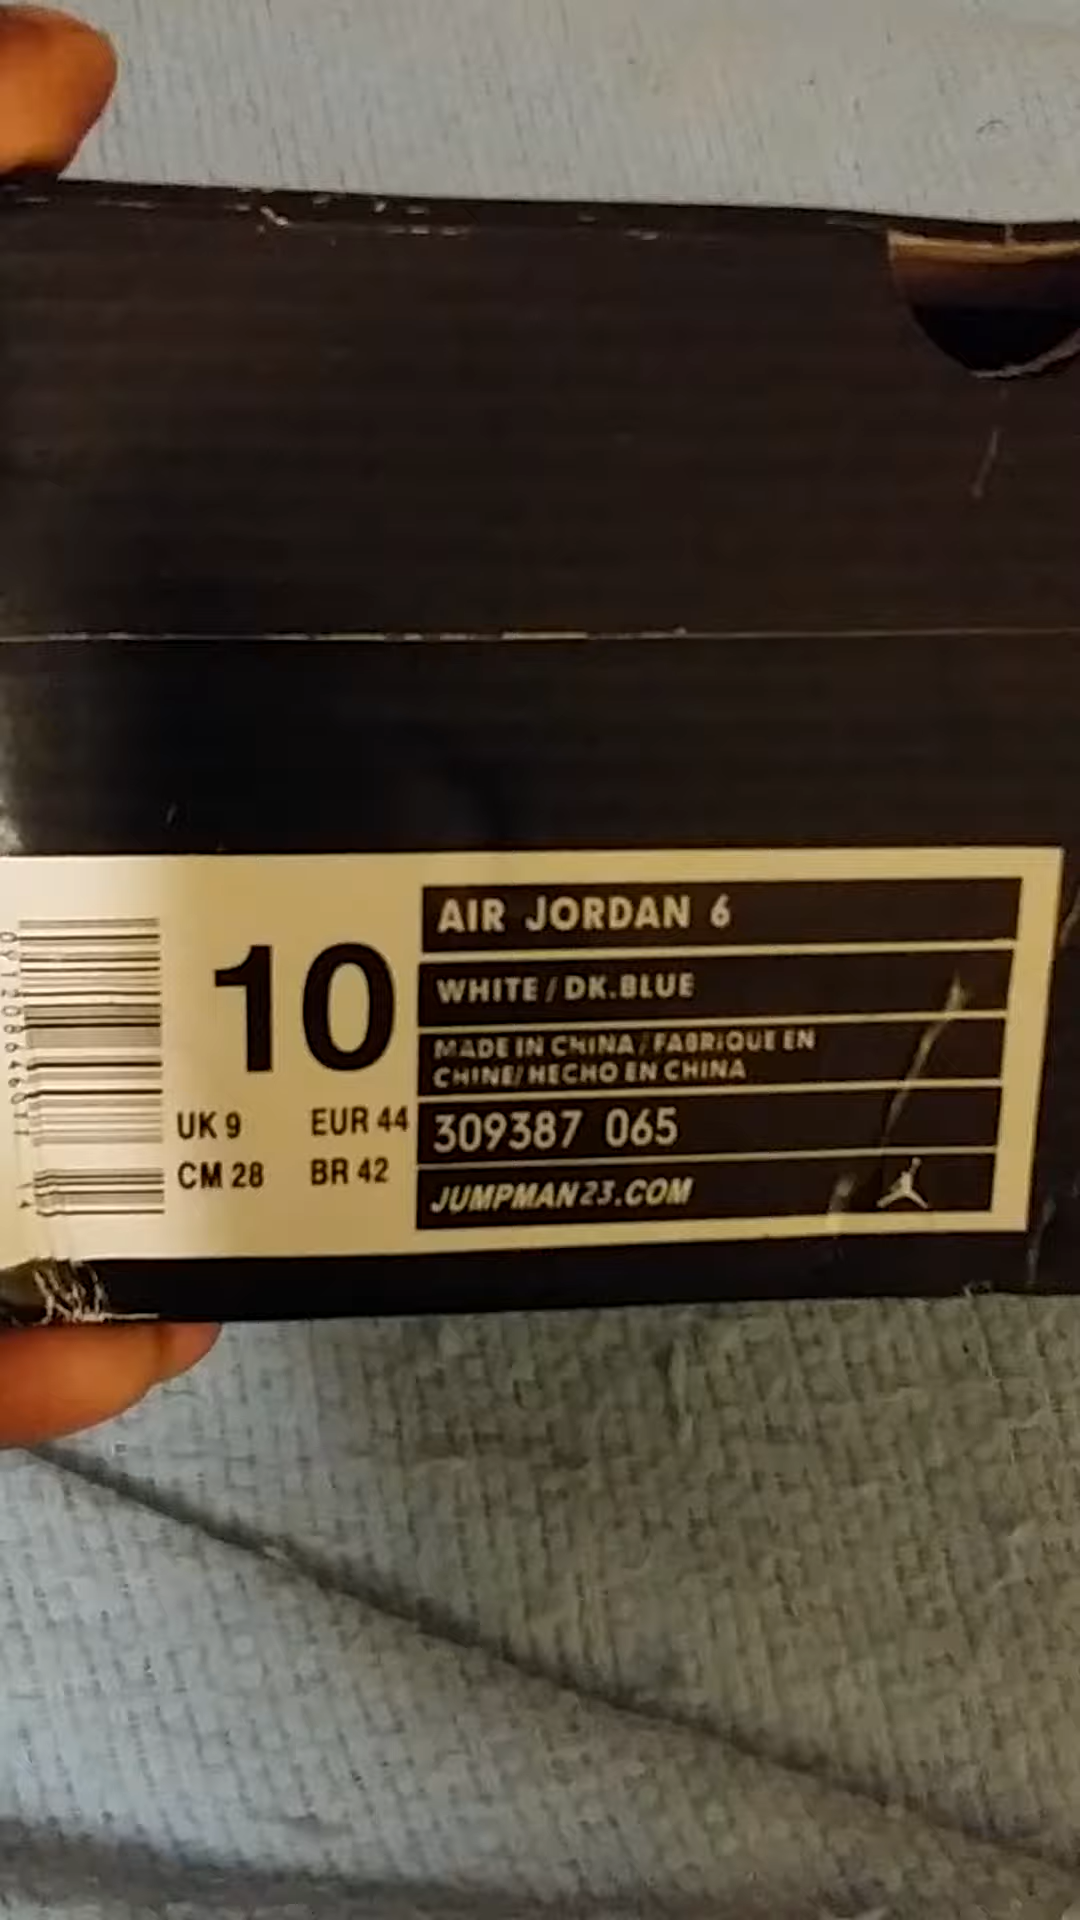 10
UK 9 EUR 44
CM 28 BR 42
AIR JORDAN 6
WHITE / DK.BLUE
MADE IN CHINA / FABRIQUE EN
CHINE/ HECHO EN CHINA
309387 065
JUMPMAN23.COM